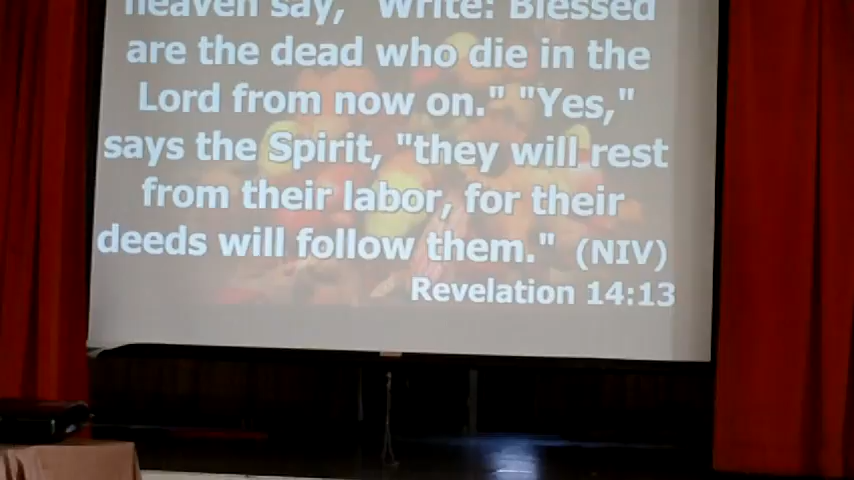 heaven say, "Write: Blessed
are the dead who die in the
Lord from now on." "Yes,"
says the Spirit, "they will rest
from their labor, for their
deeds will follow them." (NIV)
Revelation 14:13